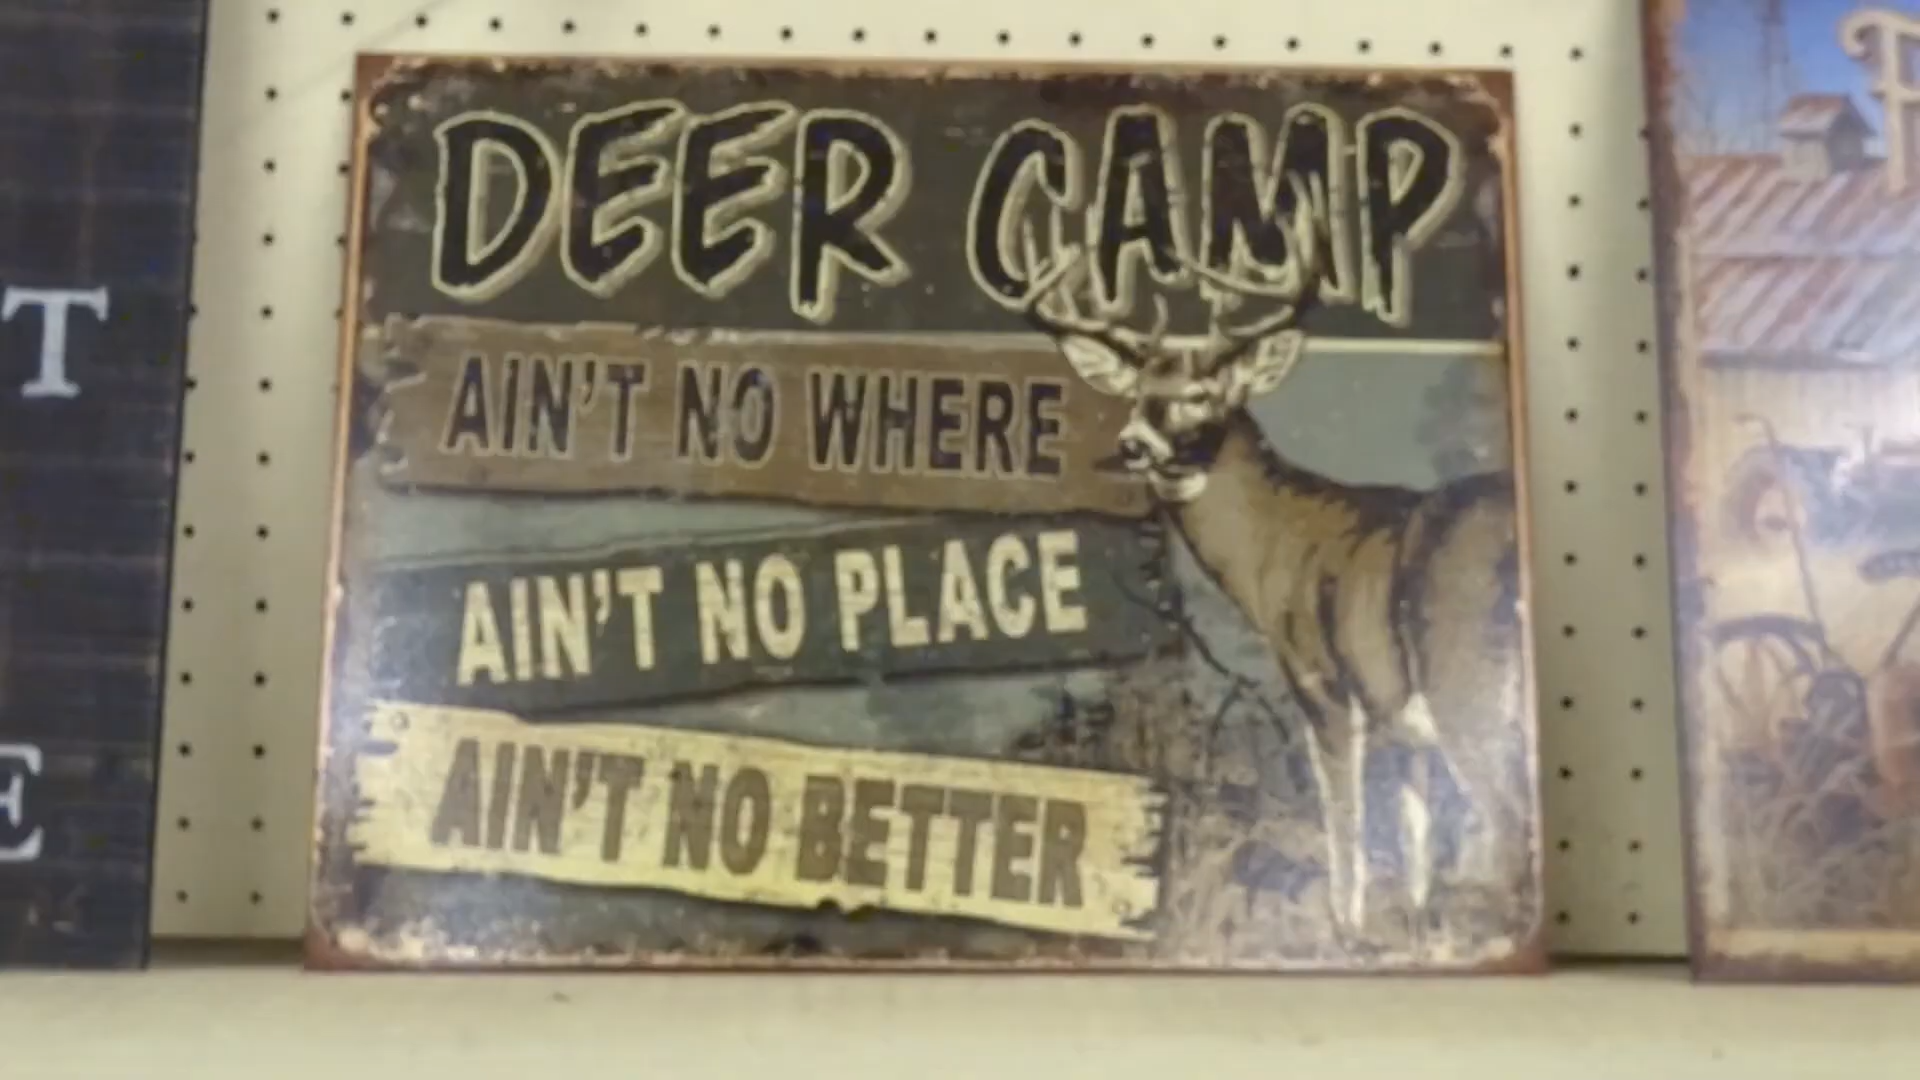 DEER CAMP
AIN'T NO WHERE
AIN'T NO PLACE
AIN'T NO BETTER
T
E
F